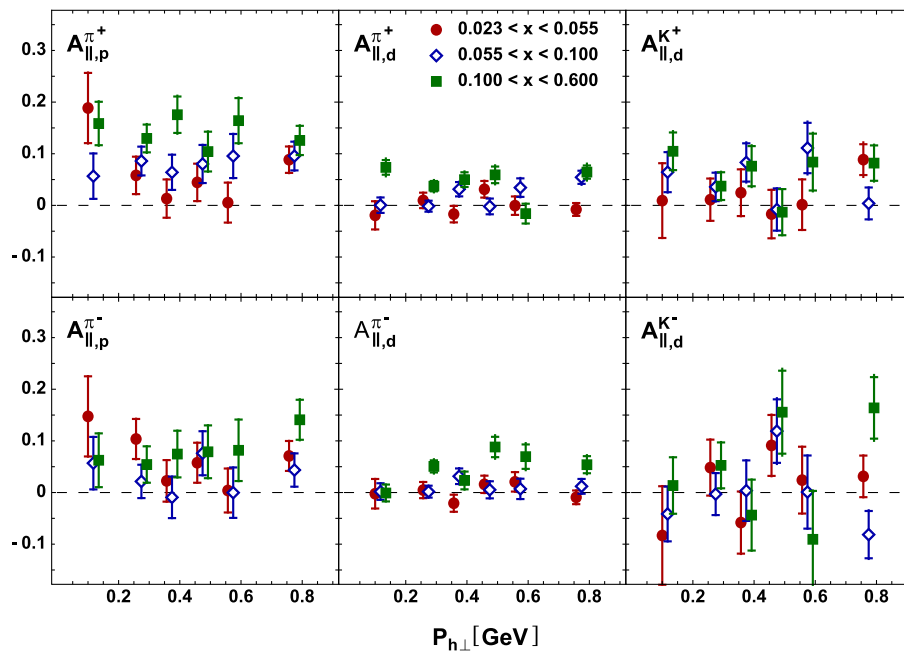 A||,p π+
A||,d π+
0.023 < x < 0.055
0.055 < x < 0.100
0.100 < x < 0.600
A||,d K+
0.3
0.2
0.1
0
-0.1
A||,p π-
A||,d π-
A||,d K-
0.3
0.2
0.1
0
-0.1
0.2 0.4 0.6 0.8 0.2 0.4 0.6 0.8 0.2 0.4 0.6 0.8
Ph⊥[GeV]